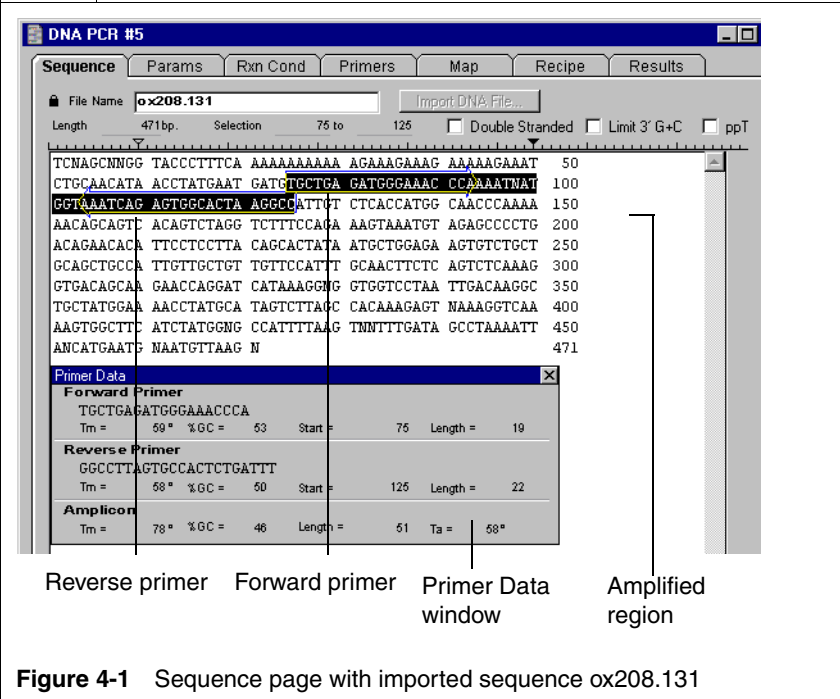 DNA PCR #5
Sequence Params Rxn Cond Primers Map Recipe Results
File Name ox208.131 Import DNA File...
Length 471bp. Selection 75 to 125 Double Stranded Limit 3´ G+C ppT
TCNAGCNNGG TACCCTTTCA AAAAAAAAAA AGAAAGAAAG AAAAAGAAAT 50
CTGCAACATA AACCTATGAAT GATGTGCTGA GATGGGAAAC CCAAAATNAT 100
GGTAAATCAG AGTGGCACTA AGGCCATTGT CTCACCATGG CAACCCAAAA 150
AACAGCAGTC ACAGTCTAGG TCTTTCCAGA AAGTAAATGT AGAGCCCCTG 200
ACAGAACACA TTCCTCCTTA CAGCACTATA ATGCTGGAGA AGTGTCTGCT 250
GCAGCTGCCA TTGTTGCTGT TGTTCCATTT GCAACTTCTC AGTCTCAAAG 300
GTGACAGCAA GAACCAGGAT CATAAAGGNG GTGGTCCTAA TTGACAAGGC 350
TGCTATGGAA AACCTATGCA TAGTCTTAGC CACAAAGAGT NAAAGGTCAA 400
AAGTGGCTTC ATCTATGGNG CCATTTTAAG TNNTTTGATA GCCTAAAATT 450
ANCATGAATG NAATGTTAAG N 471
Primer Data
Forward Primer
TGCTGAGATGGGAAACCCA
Tm = 59° %GC = 53 Start = 75 Length = 19
Reverse Primer
GGCCTTAGTGCCACTCTGATTT
Tm = 58° %GC = 50 Start = 125 Length = 22
Amplicon
Tm = 78° %GC = 46 Length = 51 Ta = 58°
Reverse primer Forward primer Primer Data window Amplified region
Figure 4-1 Sequence page with imported sequence ox208.131